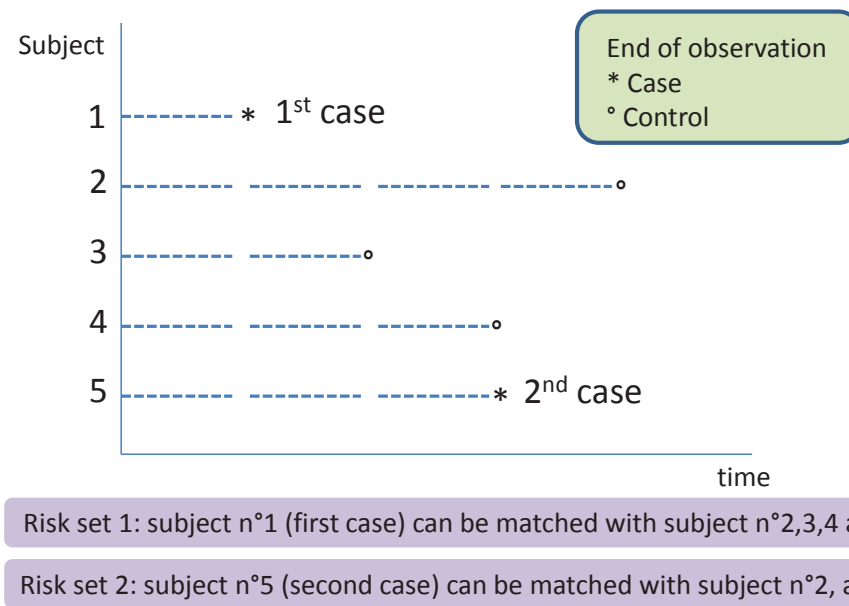 Subject
End of observation
* Case
° Control
1 * 1st case
2 °
3 °
4 °
5 * 2nd case
time
Risk set 1: subject n°1 (first case) can be matched with subject n°2,3,4 a
Risk set 2: subject n°5 (second case) can be matched with subject n°2, a